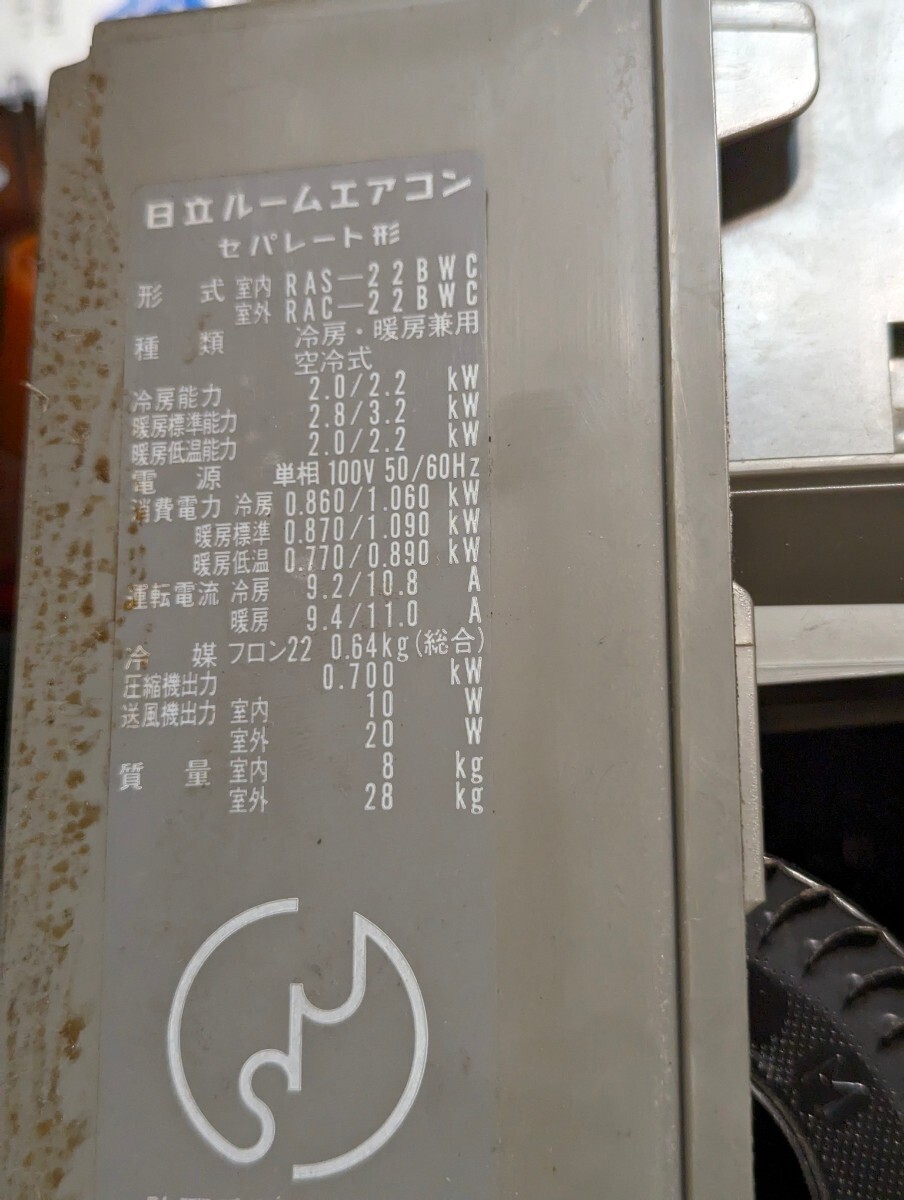 日立ルームエアコン
セパレート形
形式 室内 RAS-22BWC
室外 RAC-22BWC
種類 冷房・暖房兼用
空冷式
冷房能力 2.0/2.2 kW
暖房標準能力 2.8/3.2 kW
暖房低温能力 2.0/2.2 kW
電源 単相 100V 50/60Hz
消費電力 冷房 0.860/1.060 kW
暖房標準 0.870/1.090 kW
暖房低温 0.770/0.890 kW
運転電流 冷房 9.2/10.8 A
暖房 9.4/11.0 A
冷媒 フロン22 0.64kg(総合)
圧縮機出力 0.700 kW
送風機出力 室内 10 W
室外 20 W
質量 室内 8 kg
室外 28 kg